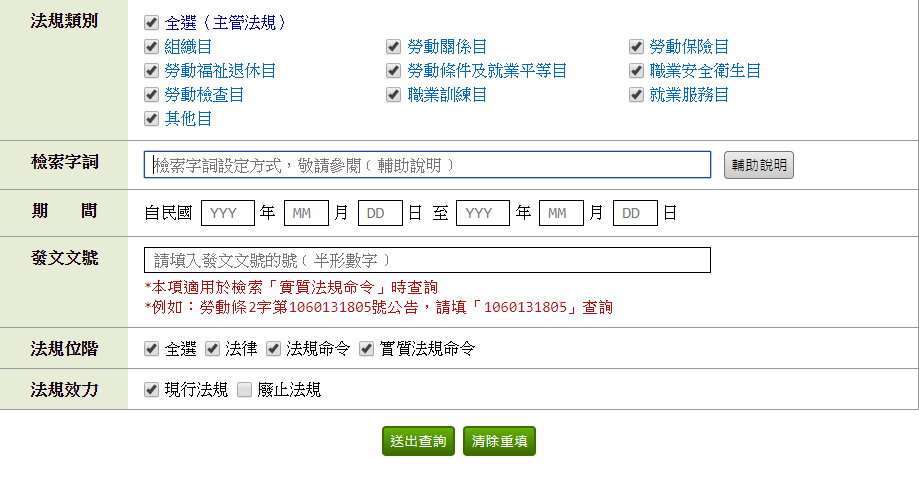 法規類別
全選（主管法規）
組織目 勞動關係目 勞動保險目
勞動福祉退休目 勞動條件及就業平等目 職業安全衛生目
勞動檢查目 職業訓練目 就業服務目
其他目
檢索字詞 檢索字詞設定方式，敬請參閱﹝輔助說明﹞ 輔助說明
期　　間 自民國 YYY 年 MM 月 DD 日 至 YYY 年 MM 月 DD 日
發文文號 請填入發文文號的號﹝半形數字﹞
*本項適用於檢索「實質法規命令」時查詢
*例如：勞動條2字第1060131805號公告，請填「1060131805」查詢
法規位階 全選 法律 法規命令 實質法規命令
法規效力 現行法規 廢止法規
送出查詢 清除重填